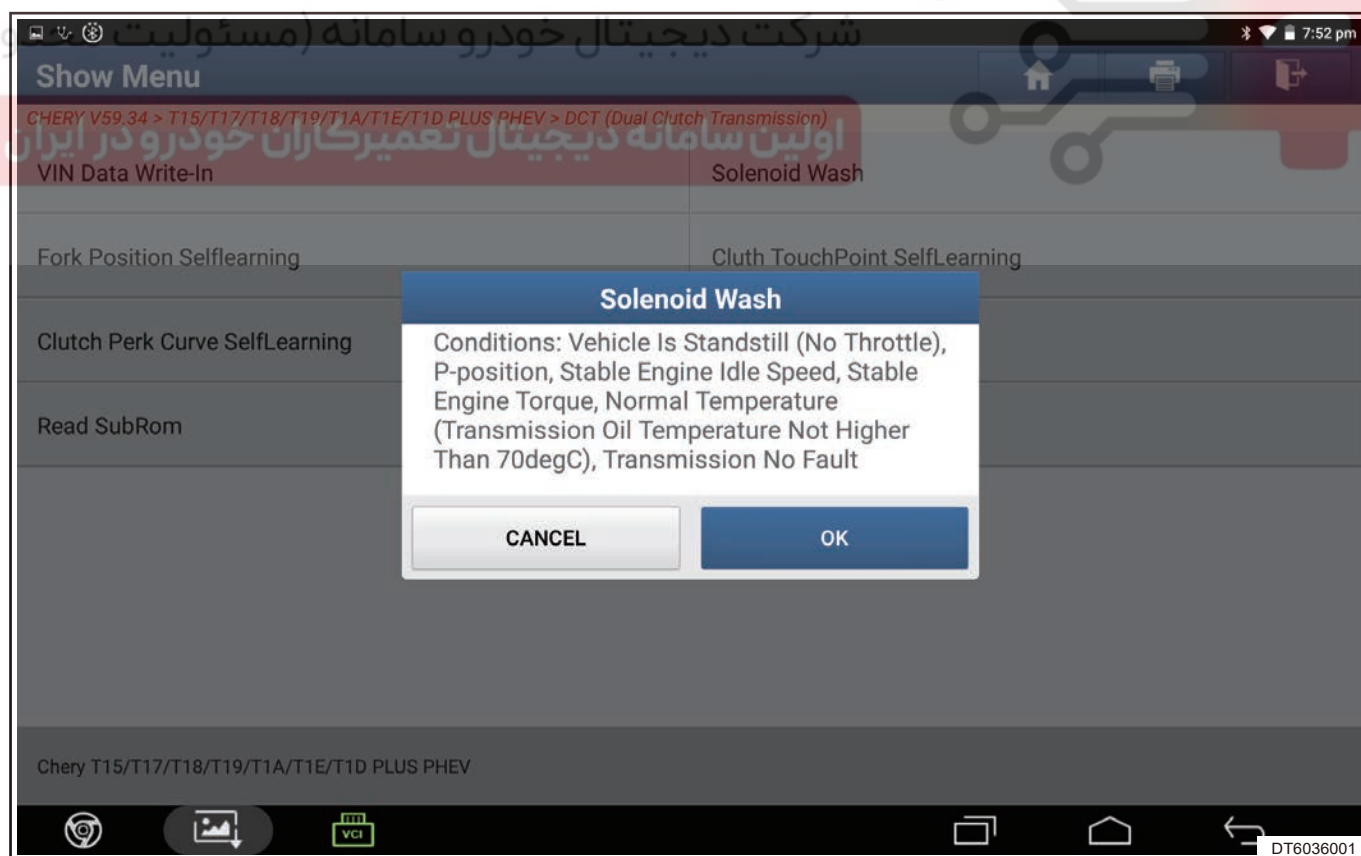 شرکت دیجیتال خودرو سامانه (مسئولیت
7:52 pm
Show Menu
CHERY V59.34 > T15/T17/T18/T19/T1A/T1E/T1D PLUS PHEV > DCT (Dual Clutch Transmission)
اولین سامانه دیجیتال تعمیرکاران خودرو در ایران
VIN Data Write-In
Solenoid Wash
Fork Position Selflearning
Cluth TouchPoint SelfLearning
Clutch Perk Curve SelfLearning
Read SubRom
Solenoid Wash
Conditions: Vehicle Is Standstill (No Throttle),
P-position, Stable Engine Idle Speed, Stable
Engine Torque, Normal Temperature
(Transmission Oil Temperature Not Higher
Than 70degC), Transmission No Fault
CANCEL
OK
Chery T15/T17/T18/T19/T1A/T1E/T1D PLUS PHEV
VCI
DT6036001